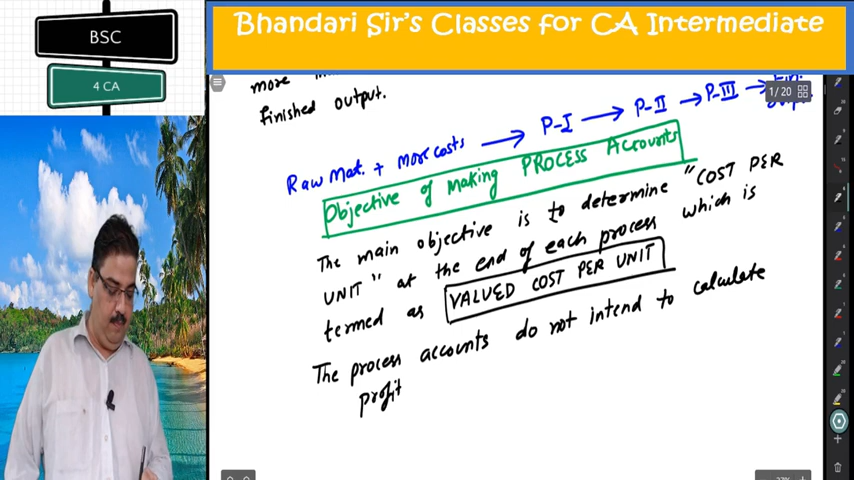 BSC
4 CA
Bhandari Sir's Classes for CA Intermediate
more
finished output.
1/20
Raw Mat. + More costs → P-I → P-II → P-III →
Objective of Making PROCESS Accounts
The main objective is to determine "COST PER
UNIT" at the end of each process which is
termed as VALUED COST PER UNIT
The process accounts do not intend to calculate
profit